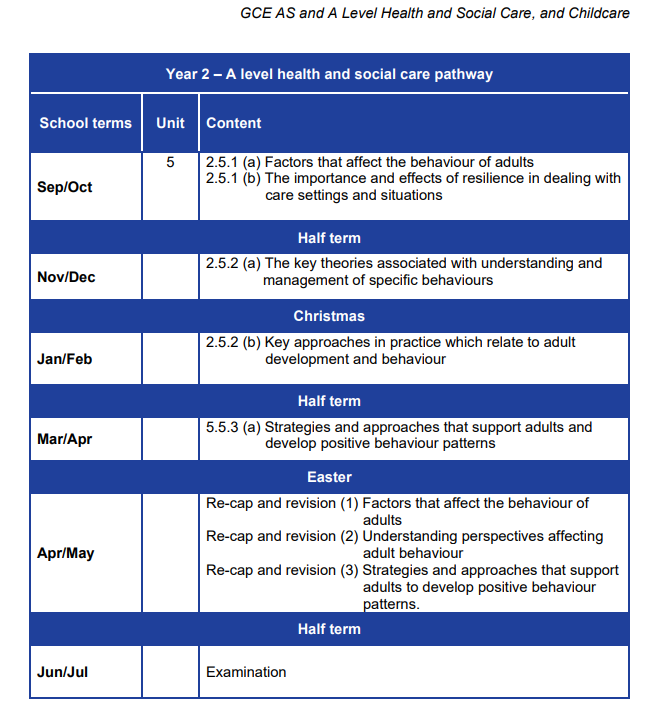 GCE AS and A Level Health and Social Care, and Childcare
Year 2 – A level health and social care pathway
School terms Unit Content
Sep/Oct
5
2.5.1 (a) Factors that affect the behaviour of adults
2.5.1 (b) The importance and effects of resilience in dealing with
care settings and situations
Half term
Nov/Dec
2.5.2 (a) The key theories associated with understanding and
management of specific behaviours
Christmas
Jan/Feb
2.5.2 (b) Key approaches in practice which relate to adult
development and behaviour
Half term
Mar/Apr
5.5.3 (a) Strategies and approaches that support adults and
develop positive behaviour patterns
Easter
Apr/May
Re-cap and revision (1) Factors that affect the behaviour of
adults
Re-cap and revision (2) Understanding perspectives affecting
adult behaviour
Re-cap and revision (3) Strategies and approaches that support
adults to develop positive behaviour
patterns.
Half term
Jun/Jul
Examination